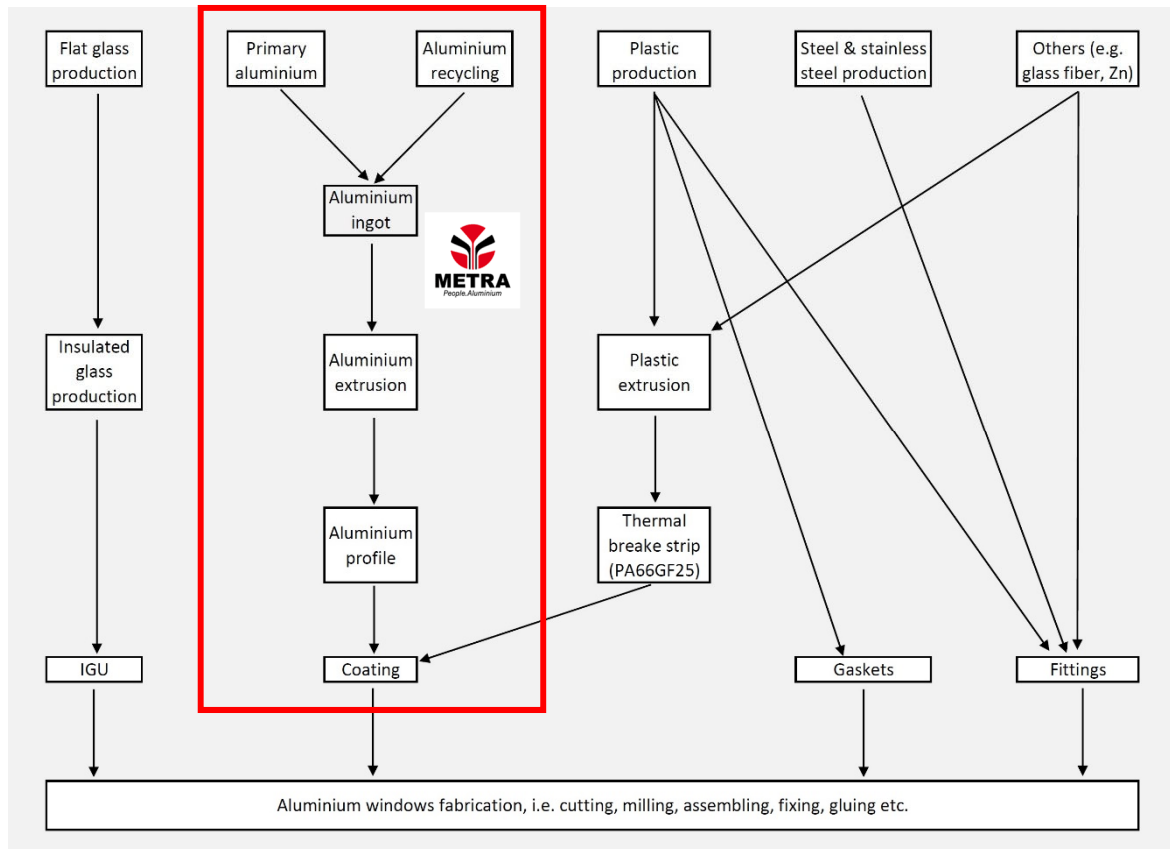 Flat glass
production
Primary
aluminium
Aluminium
recycling
Plastic
production
Steel & stainless
steel production
Others (e.g.
glass fiber, Zn)
Aluminium
ingot
METRA
People.Aluminium
Insulated
glass
production
Aluminium
extrusion
Plastic
extrusion
Aluminium
profile
Thermal
breake strip
(PA66GF25)
IGU
Coating
Gaskets
Fittings
Aluminium windows fabrication, i.e. cutting, milling, assembling, fixing, gluing etc.